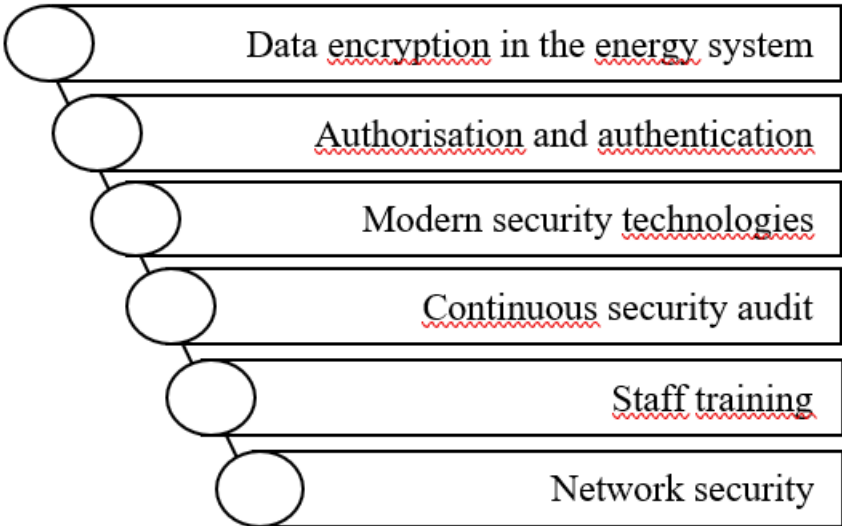 Data encryption in the energy system
Authorisation and authentication
Modern security technologies
Continuous security audit
Staff training
Network security